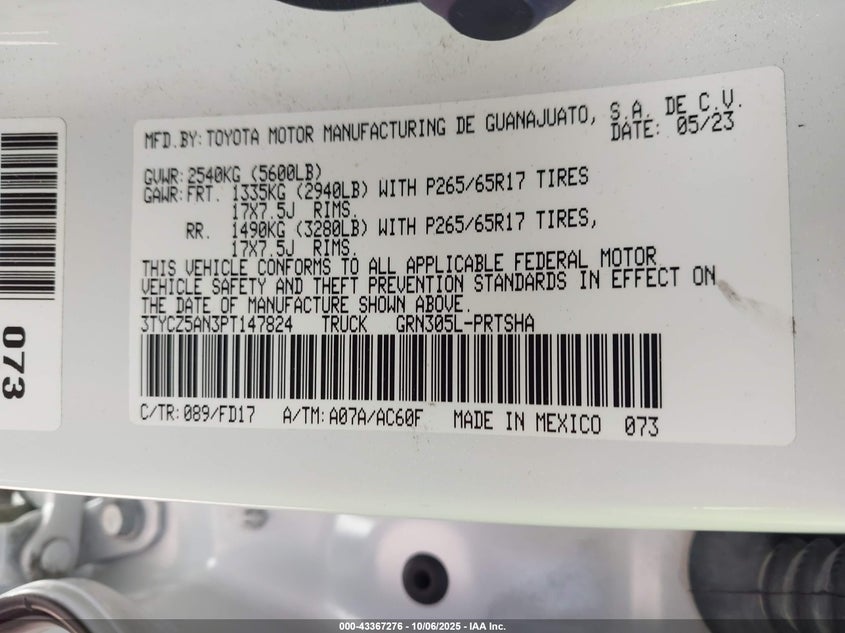 MFD.BY: TOYOTA MOTOR MANUFACTURING DE GUANAJUATO, S.A. DE C.V.
DATE: 05/23
GVWR: 2540KG (5600LB)
GAWR: FRT. 1335KG (2940LB) WITH P265/65R17 TIRES
17X7.5J RIMS.
RR. 1490KG (3280LB) WITH P265/65R17 TIRES,
17X7.5J RIMS.
THIS VEHICLE CONFORMS TO ALL APPLICABLE FEDERAL MOTOR
VEHICLE SAFETY AND THEFT PREVENTION STANDARDS IN EFFECT ON
THE DATE OF MANUFACTURE SHOWN ABOVE.
3TYCZ5AN3PT147824 TRUCK GRN305L-PRTSHA
C/TR: 089/FD17 A/TM: A07A/AC60F MADE IN MEXICO 073
073
000-43367276 - 10/06/2025 - IAA Inc.